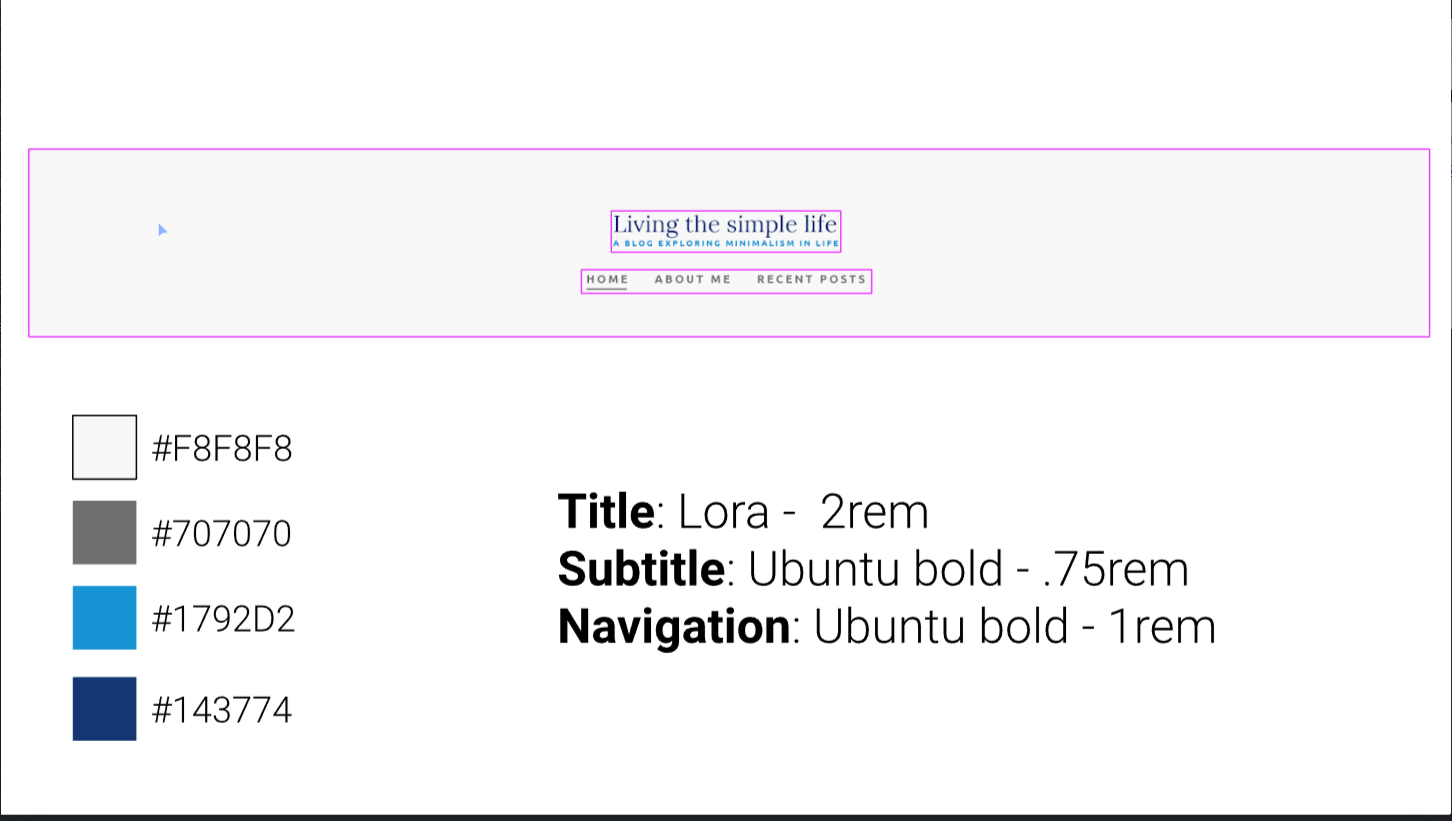 Living the simple life
A BLOG EXPLORING MINIMALISM IN LIFE
HOME ABOUT ME RECENT POSTS
#F8F8F8
#707070
#1792D2
#143774
Title: Lora - 2rem
Subtitle: Ubuntu bold - .75rem
Navigation: Ubuntu bold - 1rem